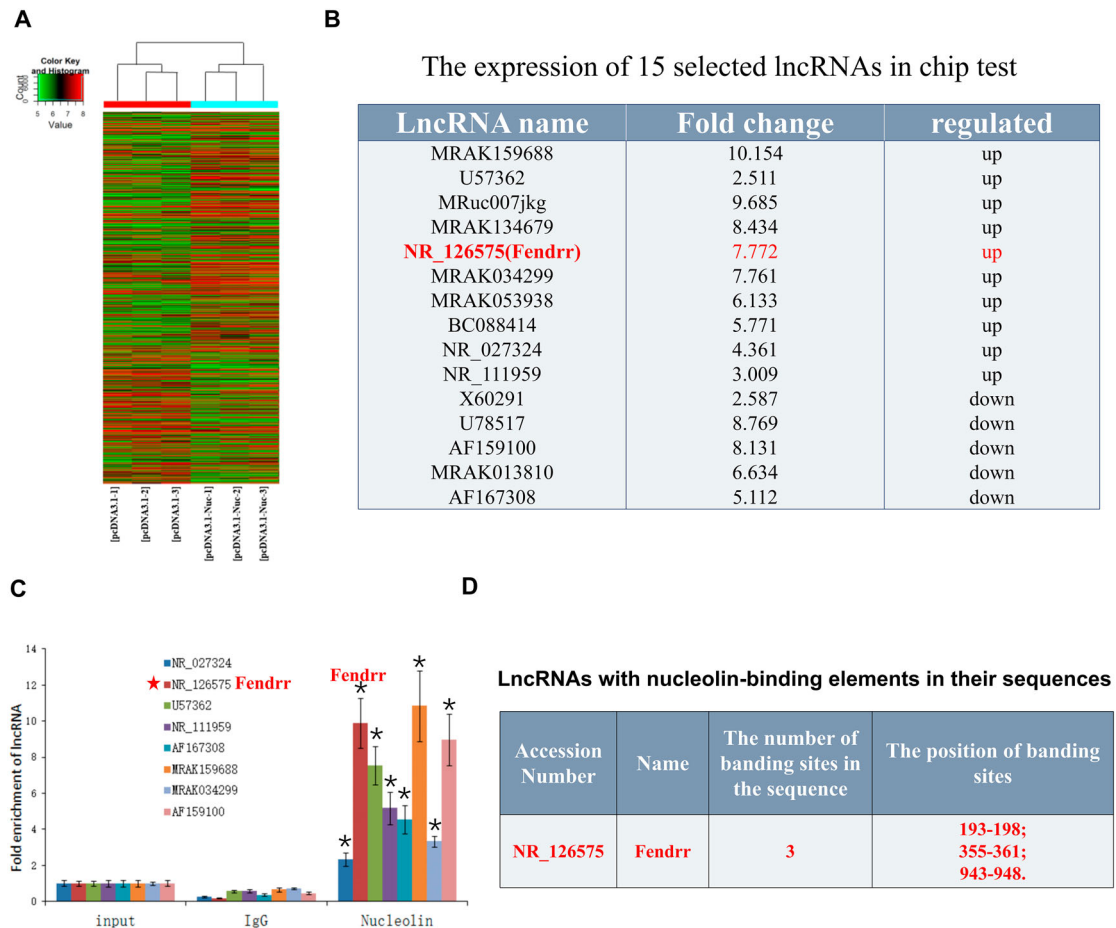 A
Color Key
and Histogram
Count
0 6000
5 6 7 8
Value
[pcDNA3.1-1]
[pcDNA3.1-2]
[pcDNA3.1-3]
[pcDNA3.1-Nuc-1]
[pcDNA3.1-Nuc-2]
[pcDNA3.1-Nuc-3]
B
The expression of 15 selected lncRNAs in chip test
LncRNA name Fold change regulated
MRAK159688 10.154 up
U57362 2.511 up
MRuc007jkg 9.685 up
MRAK134679 8.434 up
NR_126575(Fendrr) 7.772 up
MRAK034299 7.761 up
MRAK053938 6.133 up
BC088414 5.771 up
NR_027324 4.361 up
NR_111959 3.009 up
X60291 2.587 down
U78517 8.769 down
AF159100 8.131 down
MRAK013810 6.634 down
AF167308 5.112 down
C
Fold enrichment of lncRNA
14
12
10
8
6
4
2
0
NR_027324
★ NR_126575 Fendrr
U57362
NR_111959
AF167308
MRAK159688
MRAK034299
AF159100
Fendrr
* * * * * * * *
input IgG Nucleolin
D
LncRNAs with nucleolin-binding elements in their sequences
Accession
Number
Name
The number of
banding sites in
the sequence
The position of banding
sites
NR_126575 Fendrr 3
193-198;
355-361;
943-948.